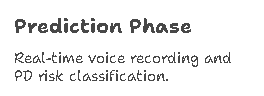 Prediction Phase
Real-time voice recording and
PD risk classification.